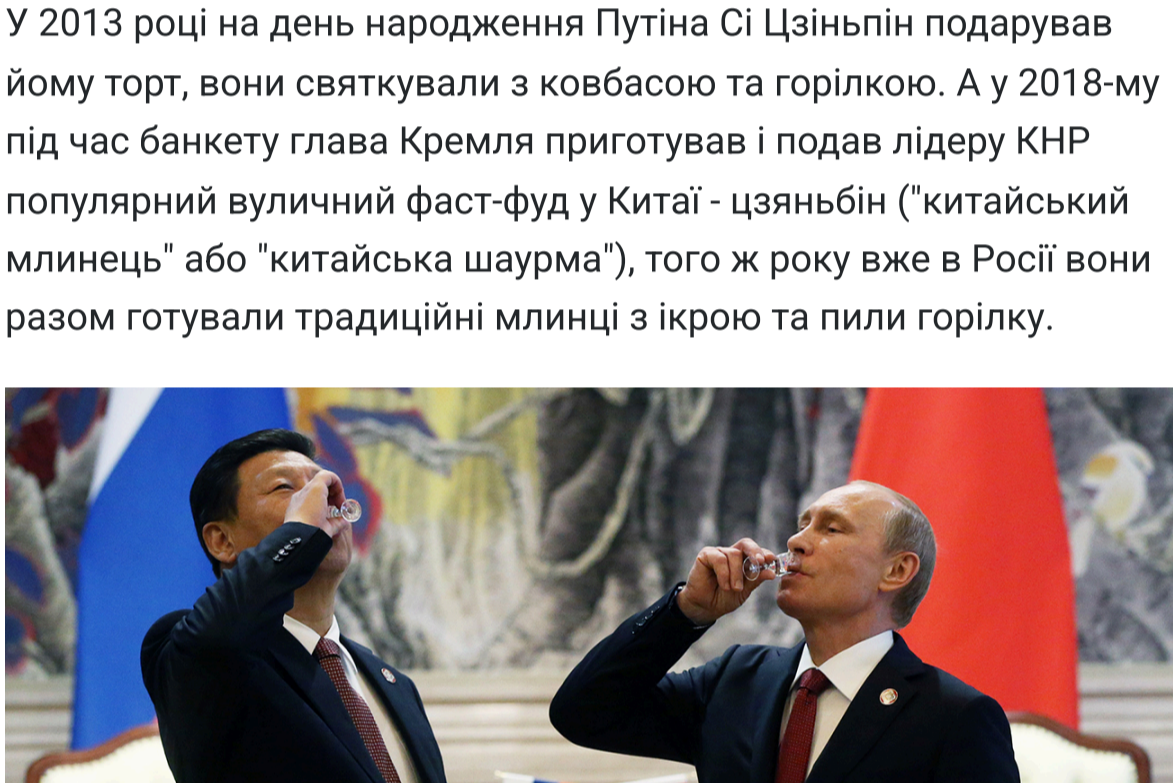 У 2013 році на день народження Путіна Сі Цзіньпін подарував
йому торт, вони святкували з ковбасою та горілкою. А у 2018-му
під час банкету глава Кремля приготував і подав лідеру КНР
популярний вуличний фаст-фуд у Китаї - цзяньбін ("китайський
млинець" або "китайська шаурма"), того ж року вже в Росії вони
разом готували традиційні млинці з ікрою та пили горілку.